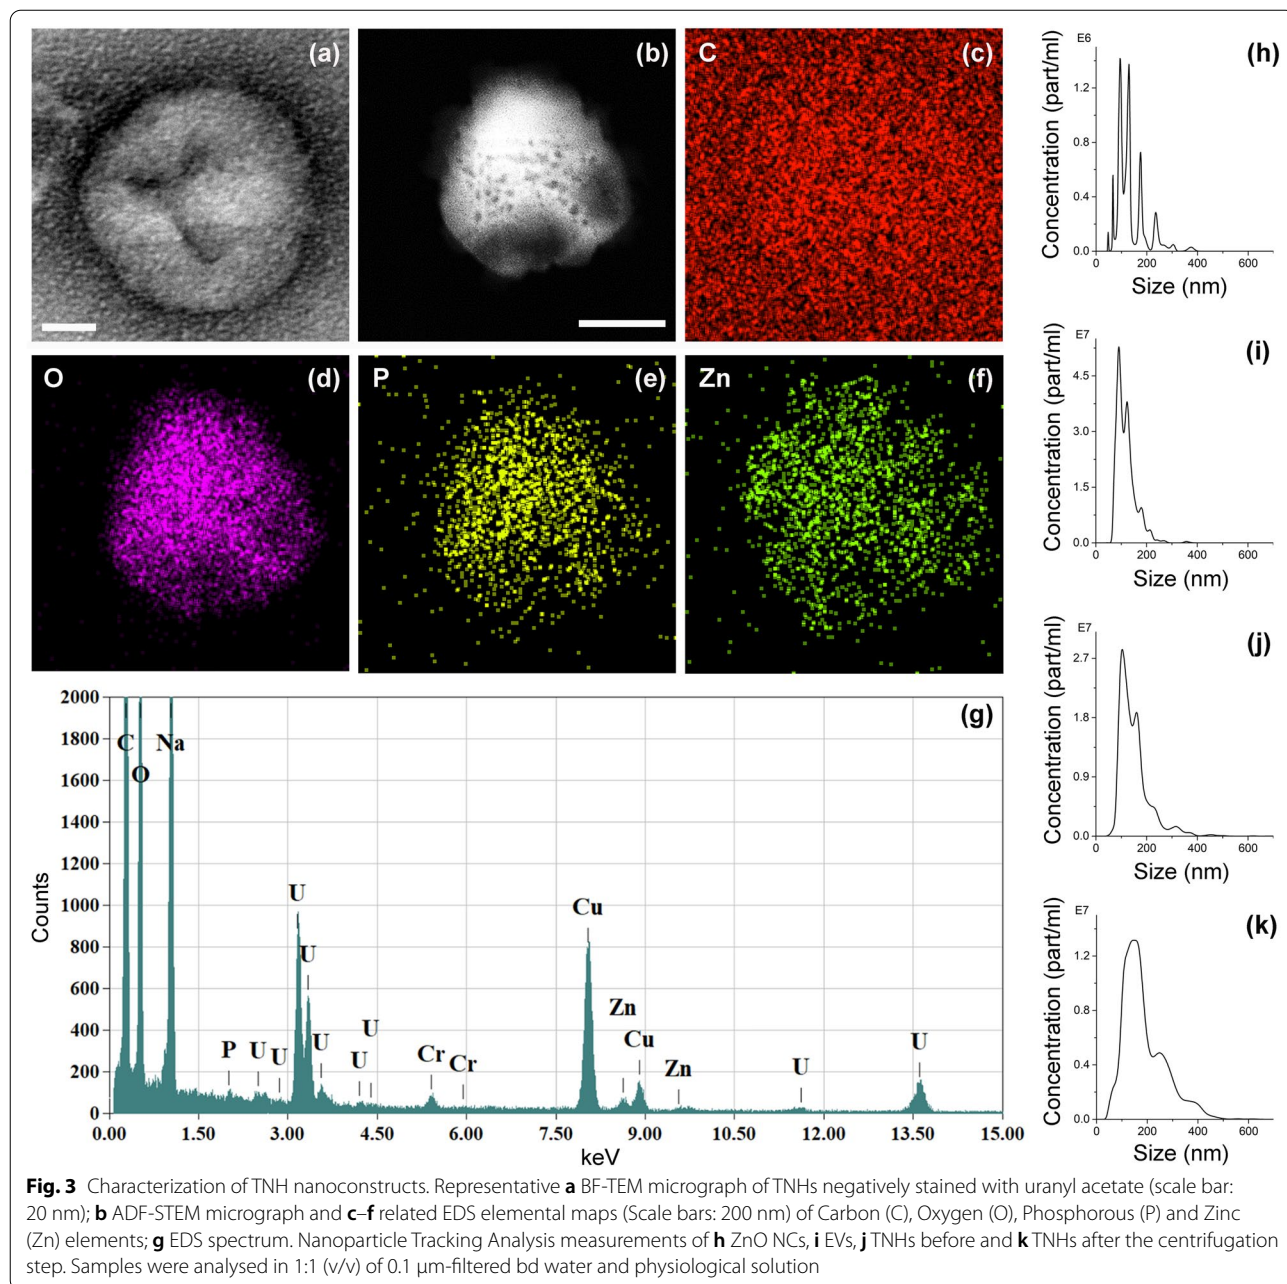 (a)
(b)
C
(c)
O
(d)
P
(e)
Zn
(f)
(h)
E6
1.2
0.8
0.4
0.0
0
200
400
600
Concentration (part/ml)
Size (nm)
(i)
E7
4.5
3.0
1.5
0.0
0
200
400
600
Concentration (part/ml)
Size (nm)
(j)
E7
2.7
1.8
0.9
0.0
0
200
400
600
Concentration (part/ml)
Size (nm)
(k)
E7
1.2
0.6
0.0
0
200
400
600
Concentration (part/ml)
Size (nm)
(g)
2000
1800
1600
1400
1200
1000
800
600
400
200
0
Counts
C
O
Na
P
U
U
U
U
U
U
U
Cr
Cr
Cu
Zn
Cu
Zn
U
U
0.00
1.50
3.00
4.50
6.00
7.50
9.00
10.50
12.00
13.50
15.00
keV
Fig. 3 Characterization of TNH nanoconstructs. Representative a BF-TEM micrograph of TNHs negatively stained with uranyl acetate (scale bar:
20 nm); b ADF-STEM micrograph and c–f related EDS elemental maps (Scale bars: 200 nm) of Carbon (C), Oxygen (O), Phosphorous (P) and Zinc
(Zn) elements; g EDS spectrum. Nanoparticle Tracking Analysis measurements of h ZnO NCs, i EVs, j TNHs before and k TNHs after the centrifugation
step. Samples were analysed in 1:1 (v/v) of 0.1 μm-filtered bd water and physiological solution